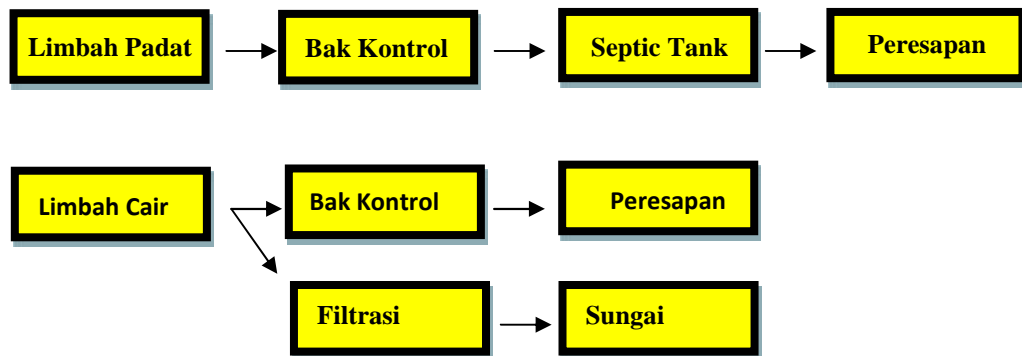 Limbah Padat
Bak Kontrol
Septic Tank
Peresapan
Limbah Cair
Bak Kontrol
Peresapan
Filtrasi
Sungai